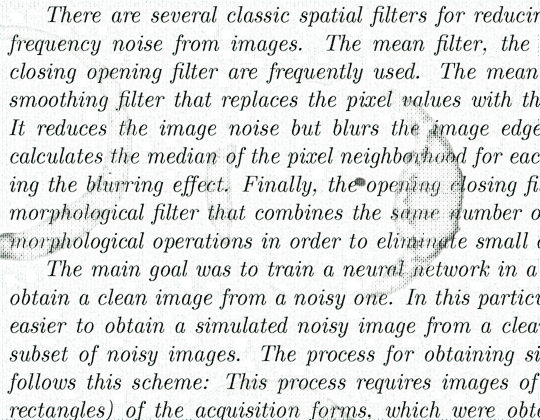 There are several classic spatial filters for reducin
frequency noise from images. The mean filter, the
closing opening filter are frequently used. The mean
smoothing filter that replaces the pixel values with th
It reduces the image noise but blurs the image edge
calculates the median of the pixel neighborhood for eac
ing the blurring effect. Finally, the opening closing fi
morphological filter that combines the same number o
morphological operations in order to eliminate small
The main goal was to train a neural network in a
obtain a clean image from a noisy one. In this particu
easier to obtain a simulated noisy image from a clea
subset of noisy images. The process for obtaining si
follows this scheme: This process requires images of
rectangles) of the acquisition forms, which were obt